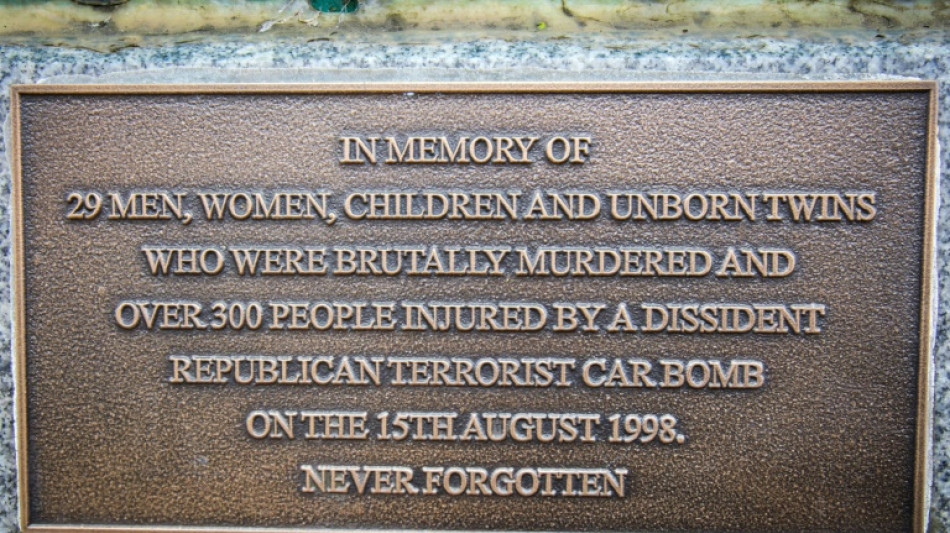 IN MEMORY OF
29 MEN, WOMEN, CHILDREN AND UNBORN TWINS
WHO WERE BRUTALLY MURDERED AND
OVER 300 PEOPLE INJURED BY A DISSIDENT
REPUBLICAN TERRORIST CAR BOMB
ON THE 15TH AUGUST 1998.
NEVER FORGOTTEN